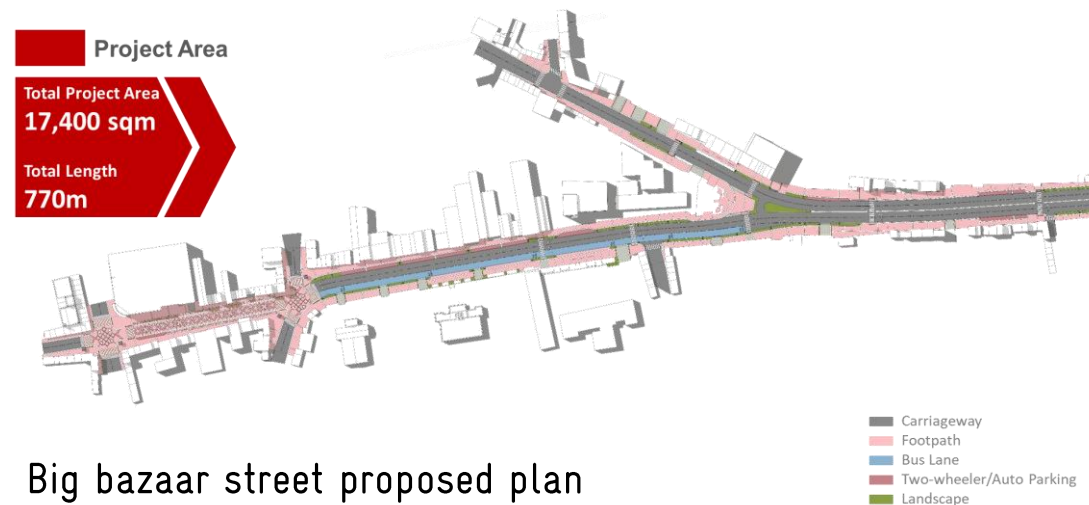 Project Area
Total Project Area
17,400 sqm
Total Length
770m
Carriageway
Footpath
Bus Lane
Two-wheeler/Auto Parking
Landscape
Big bazaar street proposed plan